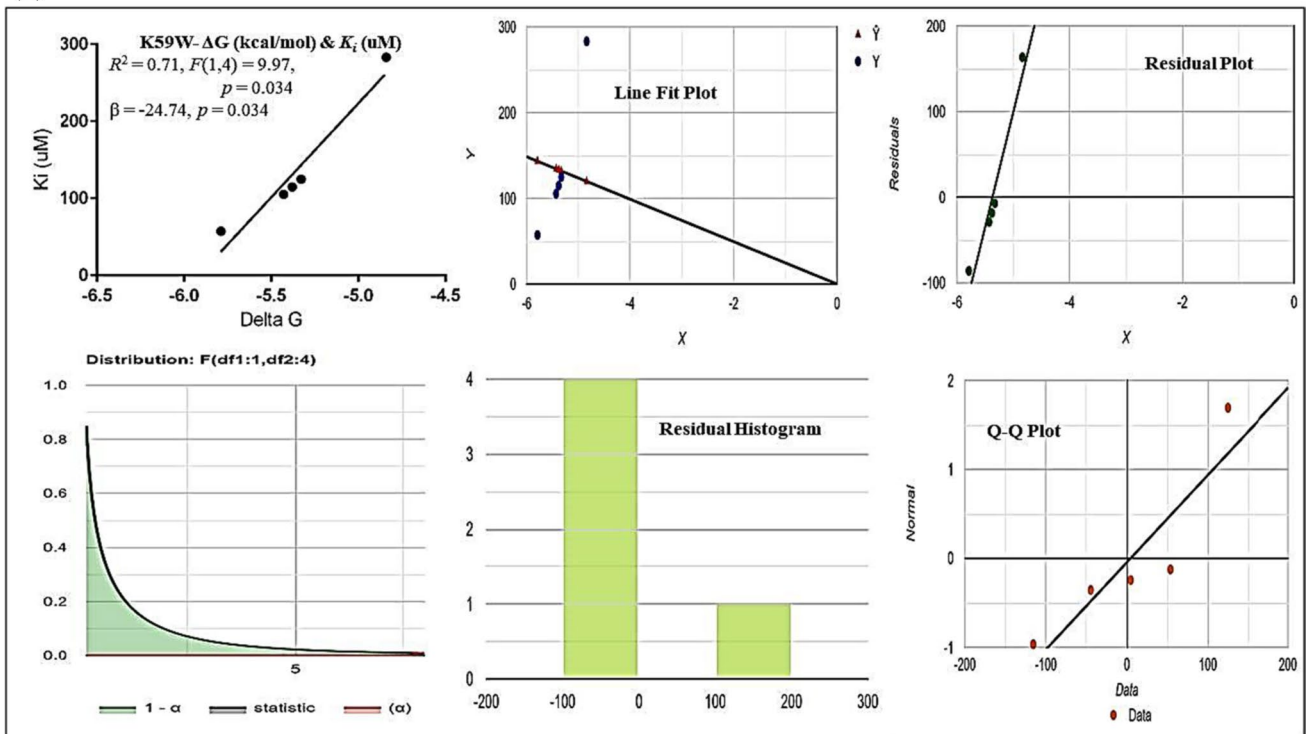 K59W- ΔG (kcal/mol) & Ki (uM)
R² = 0.71, F(1,4) = 9.97,
p = 0.034
β = -24.74, p = 0.034
300
200
100
0
Ki (uM)
-6.5 -6.0 -5.5 -5.0 -4.5
Delta G
Line Fit Plot
300
200
100
0
Y
-6 -4 -2 0
X
Ŷ
Y
Residual Plot
200
100
0
-100
Residuals
-6 -4 -2 0
X
Distribution: F(df1:1,df2:4)
1.0
0.8
0.6
0.4
0.2
0.0
5
1 - α statistic (α)
Residual Histogram
4
3
2
1
0
-200 -100 0 100 200 300
Q-Q Plot
2
1
0
-1
Normal
-200 -100 0 100 200
Data
Data